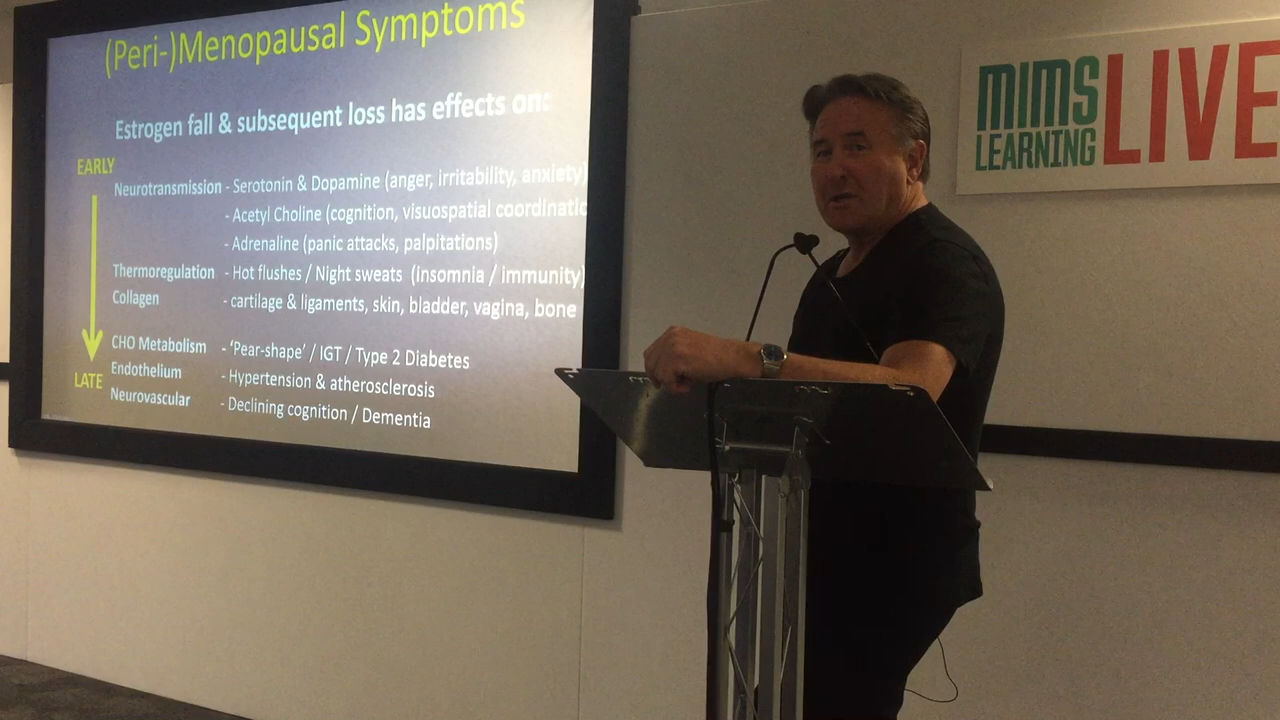 (Peri-)Menopausal Symptoms
Estrogen fall & subsequent loss has effects on:
EARLY
Neurotransmission - Serotonin & Dopamine (anger, irritability, anxiety)
- Acetyl Choline (cognition, visuospatial coordinatio
- Adrenaline (panic attacks, palpitations)
Thermoregulation - Hot flushes / Night sweats (insomnia / immunity)
Collagen - cartilage & ligaments, skin, bladder, vagina, bone
CHO Metabolism - 'Pear-shape' / IGT / Type 2 Diabetes
Endothelium - Hypertension & atherosclerosis
LATE
Neurovascular - Declining cognition / Dementia
MIMS
LEARNING
LIVE